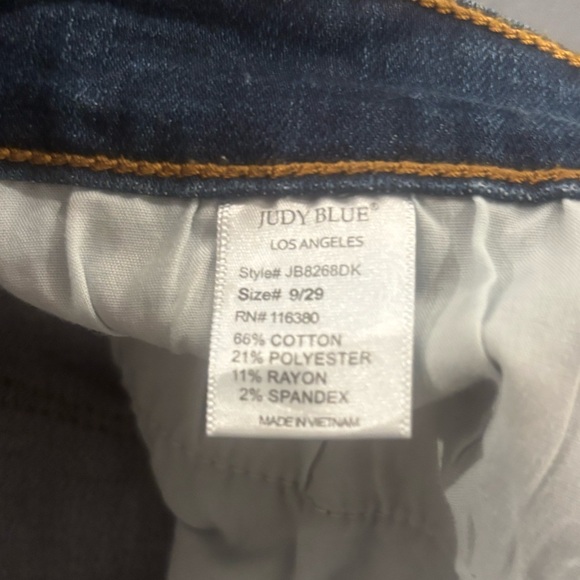 JUDY BLUE®
LOS ANGELES
Style# JB8268DK
Size# 9/29
RN# 116380
66% COTTON
21% POLYESTER
11% RAYON
2% SPANDEX
MADE IN VIETNAM